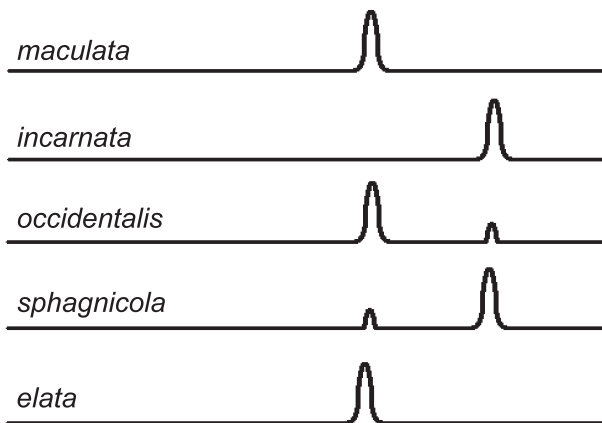 maculata
incarnata
occidentalis
sphagnicola
elata